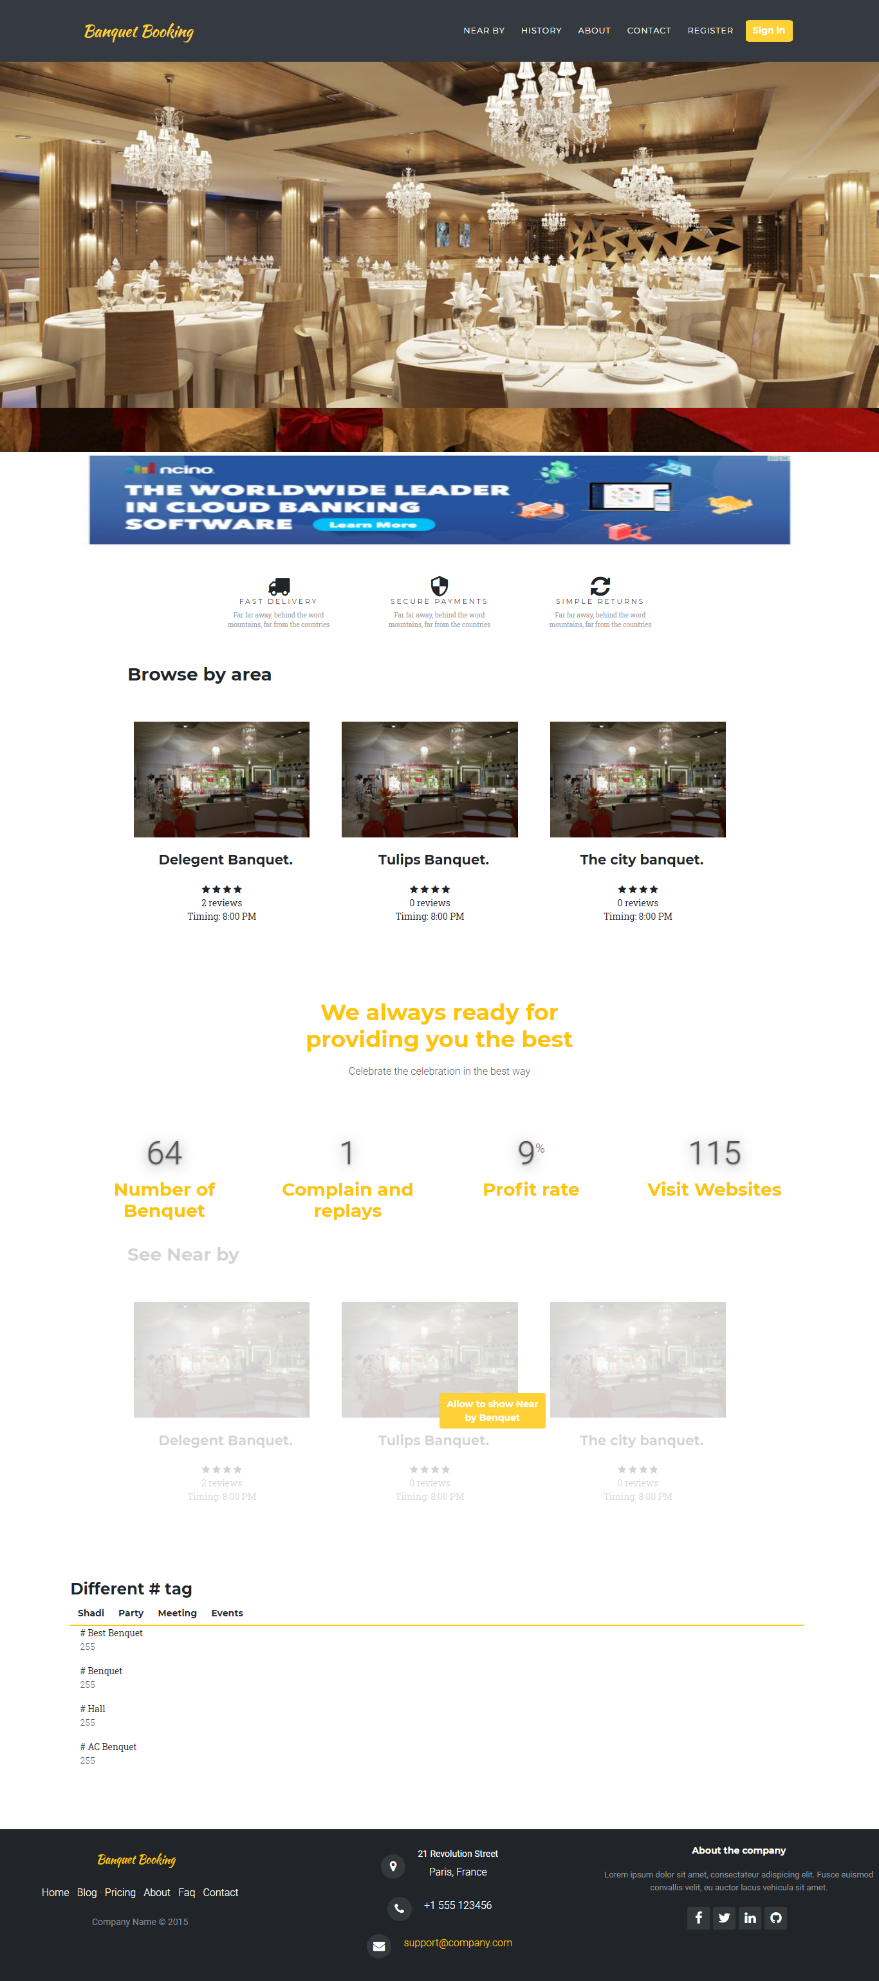 Banquet Booking
NEAR BY HISTORY ABOUT CONTACT REGISTER Sign in
ncino.
THE WORLDWIDE LEADER
IN CLOUD BANKING
SOFTWARE Learn More
FAST DELIVERY SECURE PAYMENTS SIMPLE RETURNS
Far far away, behind the word Far far away, behind the word Far far away, behind the word
mountains, far from the countries mountains, far from the countries mountains, far from the countries
Browse by area
Delegent Banquet. Tulips Banquet. The city banquet.
2 reviews 0 reviews 0 reviews
Timing: 8:00 PM Timing: 8:00 PM Timing: 8:00 PM
We always ready for
providing you the best
Celebrate the celebration in the best way
64 1 9% 115
Number of Complain and Profit rate Visit Websites
Benquet replays
See Near by
Allow to show Near
by Benquet
Delegent Banquet. Tulips Banquet. The city banquet.
2 reviews 0 reviews 0 reviews
Timing: 8:00 PM Timing: 8:00 PM Timing: 8:00 PM
Different # tag
Shadi Party Meeting Events
# Best Benquet
255
# Benquet
255
# Hall
255
# AC Benquet
255
Banquet Booking
Home Blog Pricing About Faq Contact
Company Name © 2015
21 Revolution Street
Paris, France
+1 555 123456
support@company.com
About the company
Lorem ipsum dolor sit amet, consectateur adispicing elit. Fusce euismod
convallis velit, eu auctor lacus vehicula sit amet.